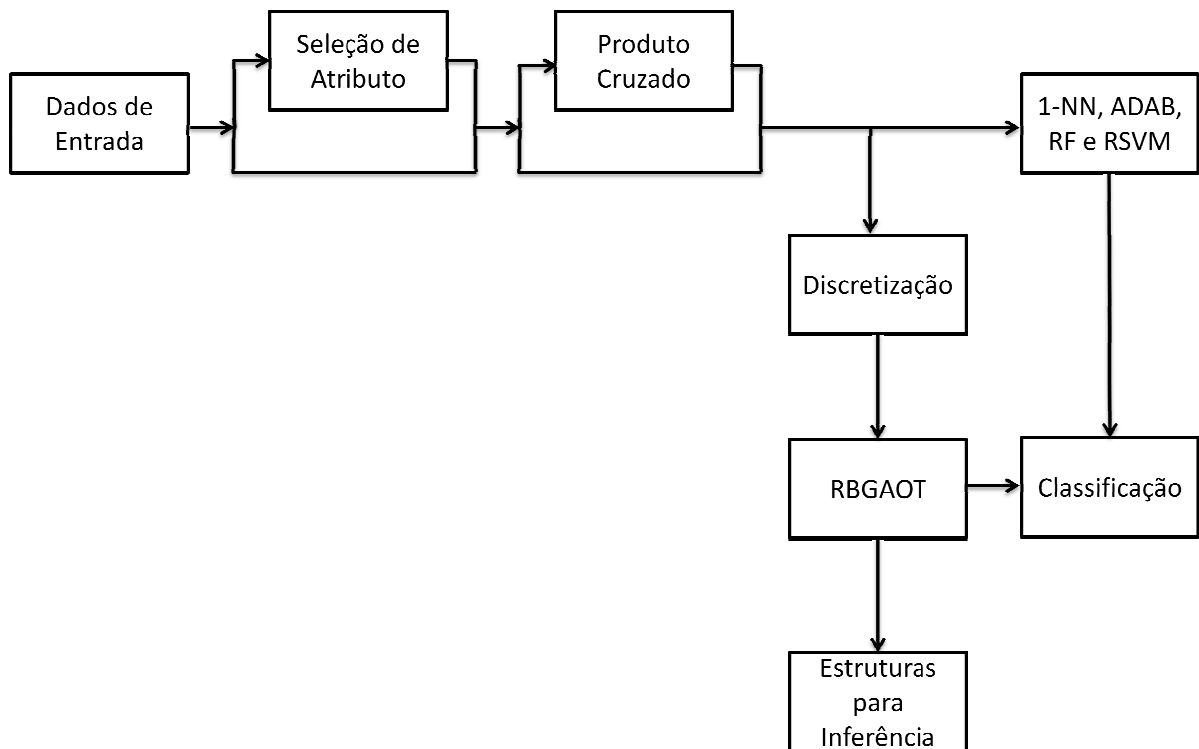 Seleção de
Atributo
Produto
Cruzado
Dados de
Entrada
1-NN, ADAB,
RF e RSVM
Discretização
RBGAOT
Classificação
Estruturas
para
Inferência